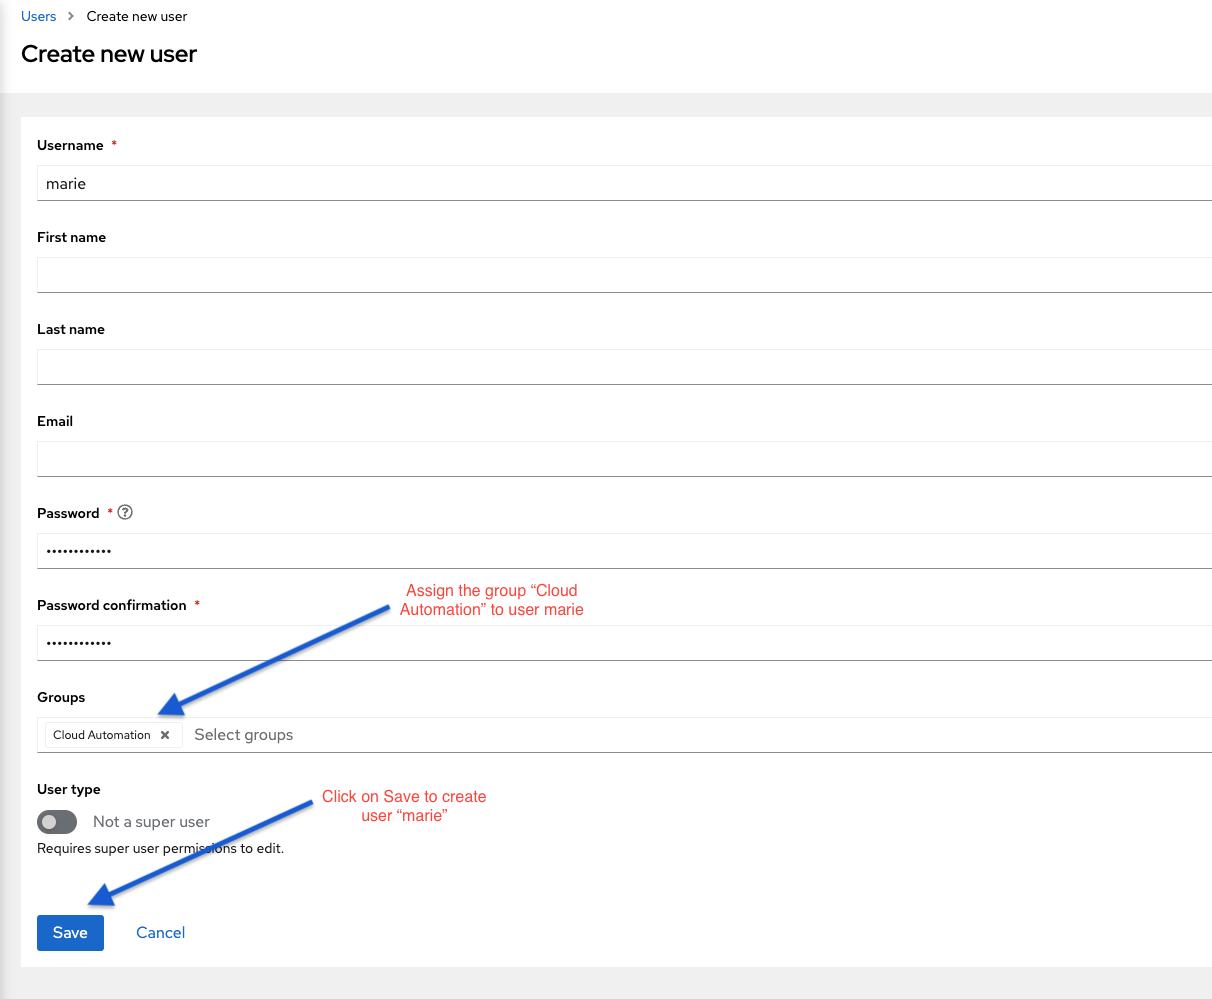 Users > Create new user
Create new user
Username *
marie
First name
Last name
Email
Password * ?
••••••••••••
Assign the group “Cloud
Automation” to user marie
Password confirmation *
••••••••••••
Groups
Cloud Automation × Select groups
User type
Click on Save to create
user “marie”
Not a super user
Requires super user permissions to edit.
Save Cancel